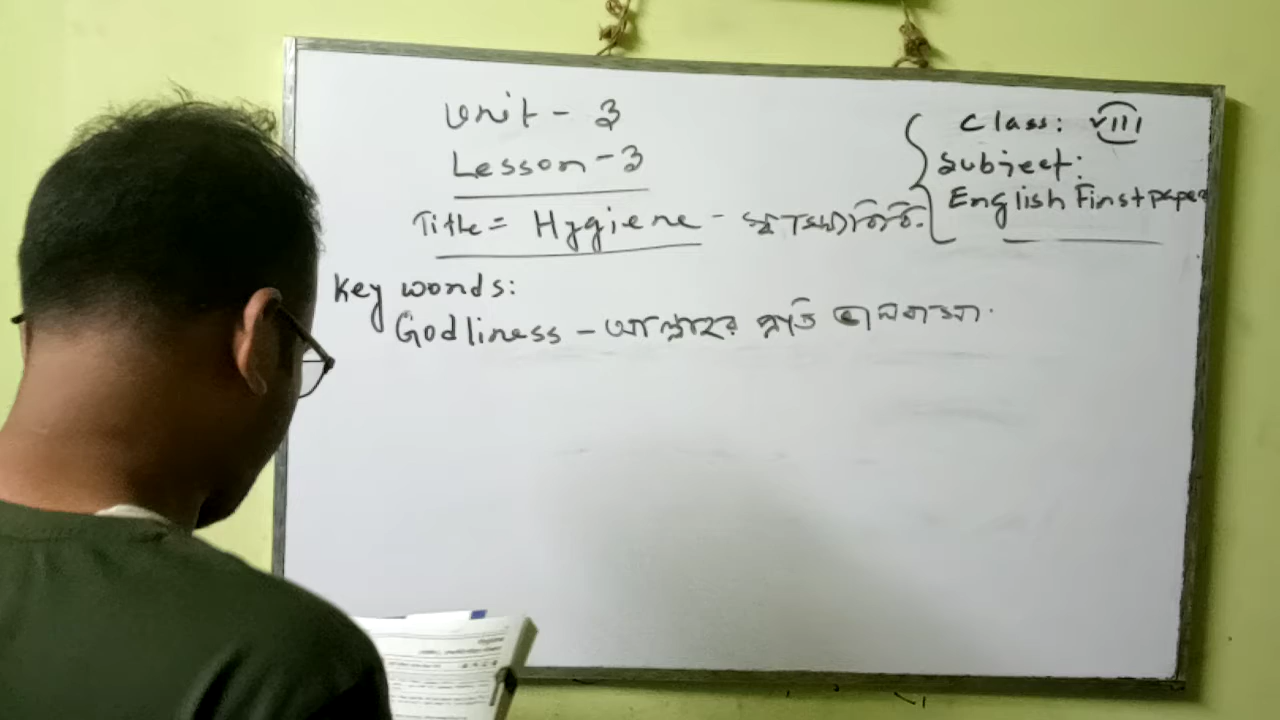 Unit - 3
Lesson - 3
Title = Hygiene - স্বাস্থ্যবিধি.
Class: VIII
Subject:
English First paper
Key words:
Godliness - আল্লাহর প্রতি ভালবাসা.